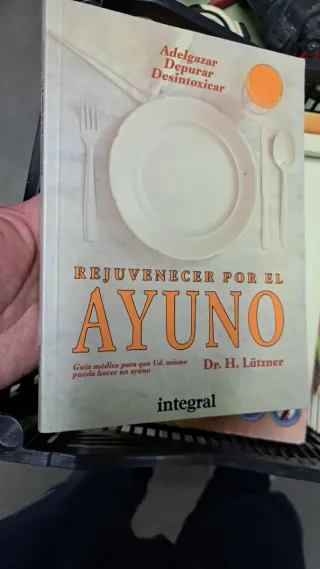 Adelgazar
Depurar
Desintoxicar
REJUVENECER POR EL
AYUNO
Guía médica para que Ud. mismo
pueda hacer un ayuno
Dr. H. Lützner
integral